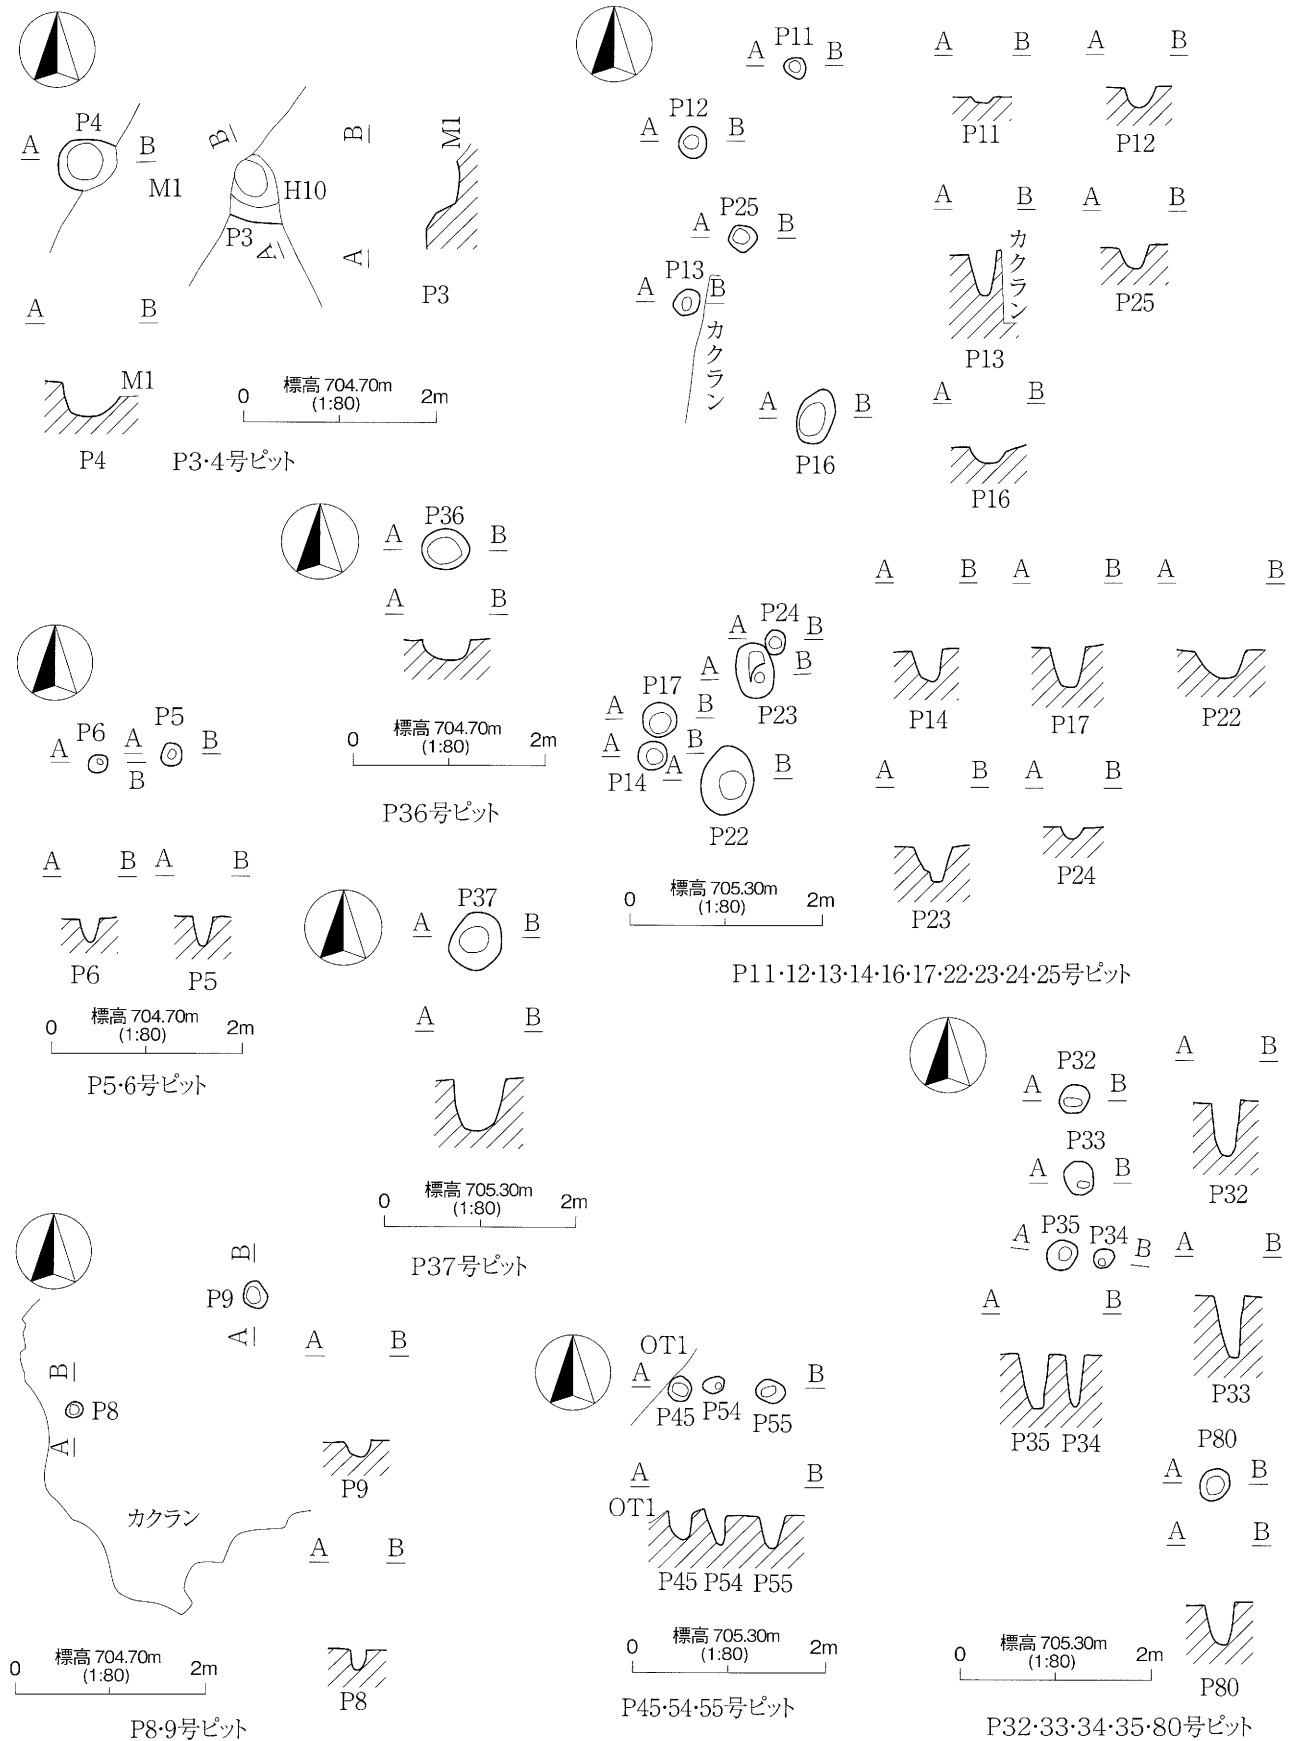 P4
A B
M1
B
H10
P3
A
B
A
M1
P3
A B
M1
P4
標高 704.70m
0 (1:80) 2m
P3・4号ピット
P36
A B
A B
標高 704.70m
0 (1:80) 2m
P36号ピット
P6 P5
A A B
B
A B A B
P6 P5
標高 704.70m
0 (1:80) 2m
P5・6号ピット
P37
A B
A B
標高 705.30m
0 (1:80) 2m
P37号ピット
B
P9
A
B
P8
A
カクラン
A B
P9
A B
P8
標高 704.70m
0 (1:80) 2m
P8・9号ピット
P11
A B
P12
A B
P25
A B
P13
A B
カクラン
P16
A B
A B A B
P11 P12
A B A B
カクラン
P13 P25
A B
P16
P24
A B
A B
P23
P17
A B
A B
P14
A B
P22
A B A B A B
P14 P17 P22
A B A B
P23 P24
標高 705.30m
0 (1:80) 2m
P11・12・13・14・16・17・22・23・24・25号ピット
OT1
A B
P45 P54 P55
A B
OT1
P45 P54 P55
標高 705.30m
0 (1:80) 2m
P45・54・55号ピット
P32
A B
P33
A B
P35 P34
A B
A B
P35 P34
A B
P32
A B
P33
P80
A B
A B
P80
標高 705.30m
0 (1:80) 2m
P32・33・34・35・80号ピット